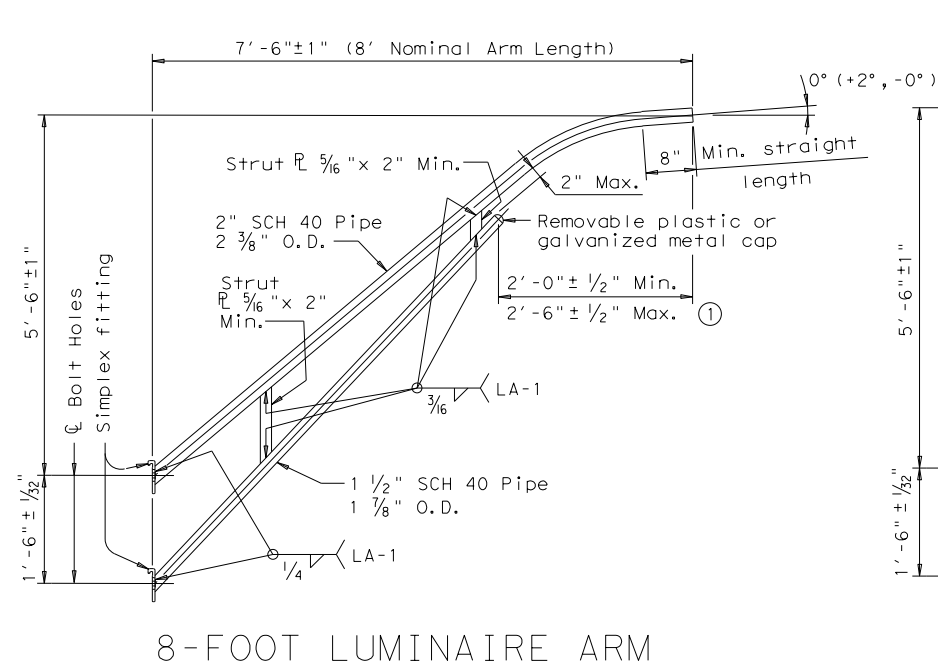 7'-6"±1" (8' Nominal Arm Length)
0° (+2°, -0°)
8" Min. straight
length
Strut ℞ 5/16 "x 2" Min.
2" Max.
2" SCH 40 Pipe
2 3/8" O.D.
Removable plastic or
galvanized metal cap
Strut
℞ 5/16 "x 2"
Min.
2'-0"± 1/2" Min.
2'-6"± 1/2" Max. ①
5'-6"±1"
℄ Bolt Holes
Simplex fitting
5'-6"±1"
3/16
LA-1
1 1/2" SCH 40 Pipe
1 7/8" O.D.
1'-6"± 1/32"
1'-6"± 1/32"
1/4
LA-1
8-FOOT LUMINAIRE ARM